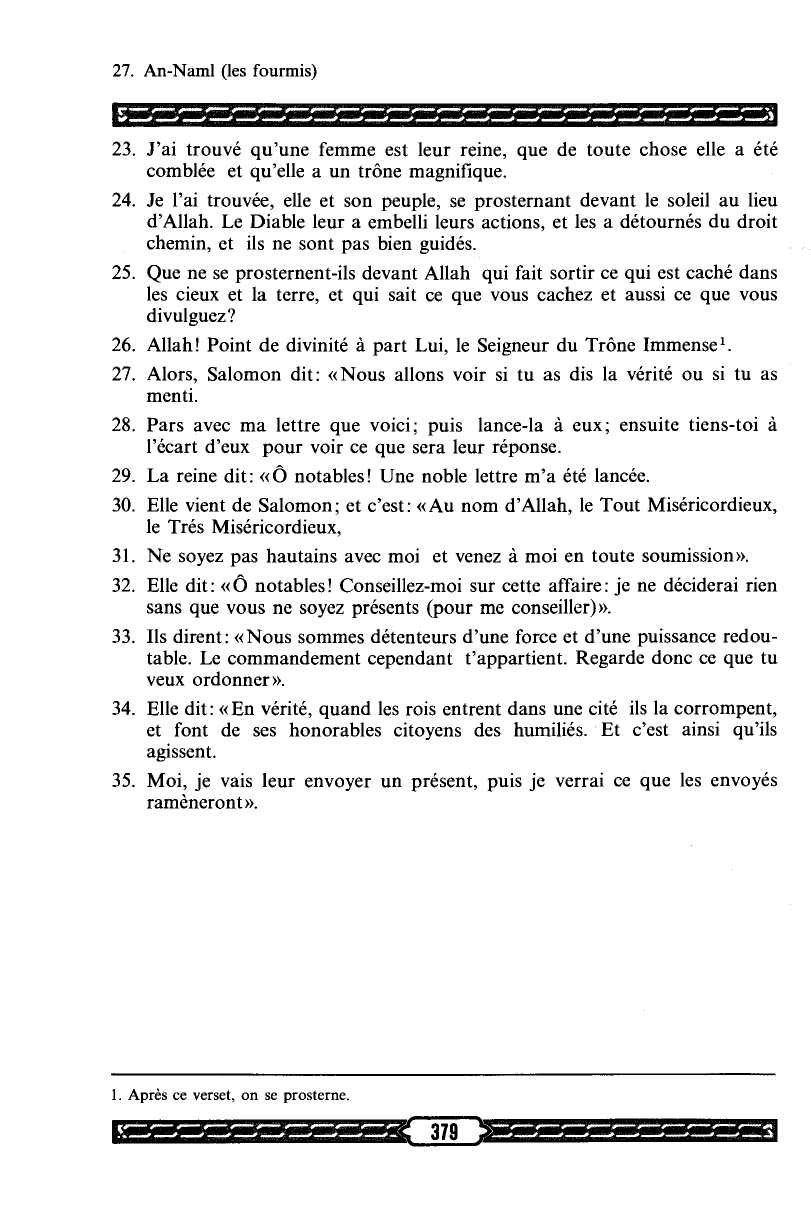 27. An-Naml (les fourmis)
23. J'ai trouvé qu'une femme est leur reine, que de toute chose elle a été
comblée et qu'elle a un trône magnifique.
24. Je l'ai trouvée, elle et son peuple, se prosternant devant le soleil au lieu
d'Allah. Le Diable leur a embelli leurs actions, et les a détournés du droit
chemin, et ils ne sont pas bien guidés.
25. Que ne se prosternent-ils devant Allah qui fait sortir ce qui est caché dans
les cieux et la terre, et qui sait ce que vous cachez et aussi ce que vous
divulguez?
26. Allah! Point de divinité à part Lui, le Seigneur du Trône Immense¹.
27. Alors, Salomon dit: «Nous allons voir si tu as dis la vérité ou si tu as
menti.
28. Pars avec ma lettre que voici; puis lance-la à eux; ensuite tiens-toi à
l'écart d'eux pour voir ce que sera leur réponse.
29. La reine dit: «Ô notables! Une noble lettre m'a été lancée.
30. Elle vient de Salomon; et c'est: «Au nom d'Allah, le Tout Miséricordieux,
le Trés Miséricordieux,
31. Ne soyez pas hautains avec moi et venez à moi en toute soumission».
32. Elle dit: «Ô notables! Conseillez-moi sur cette affaire: je ne déciderai rien
sans que vous ne soyez présents (pour me conseiller)».
33. Ils dirent: «Nous sommes détenteurs d'une force et d'une puissance redou-
table. Le commandement cependant t'appartient. Regarde donc ce que tu
veux ordonner».
34. Elle dit: «En vérité, quand les rois entrent dans une cité ils la corrompent,
et font de ses honorables citoyens des humiliés. Et c'est ainsi qu'ils
agissent.
35. Moi, je vais leur envoyer un présent, puis je verrai ce que les envoyés
ramèneront».
1. Après ce verset, on se prosterne.
379